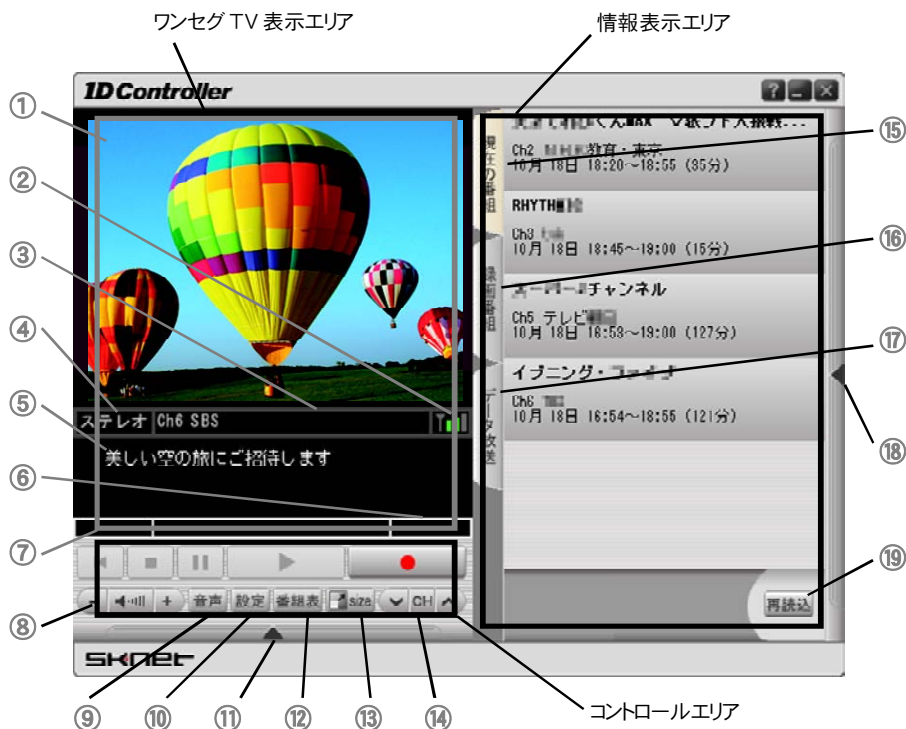 ワンセグ TV 表示エリア
情報表示エリア
1D Controller
? _ ×
①
②
③
④
⑤
⑥
⑦
⑧
ステレオ Ch6 SBS
美しい空の旅にご招待します
音声 設定 番組表 size CH
SKNET
⑨ ⑩ ⑪ ⑫ ⑬ ⑭
コントロールエリア
現在の番組
録画番組
データ放送
Ch2 教育・東京
10月 18日 18:20~18:55 (35分)
RHYTH
Ch3
10月 18日 18:45~19:00 (15分)
チャンネル
Ch5 テレビ
10月 18日 16:53~19:00 (127分)
イブニング・
Ch6
10月 18日 16:54~18:55 (121分)
再読込
⑮
⑯
⑰
⑱
⑲